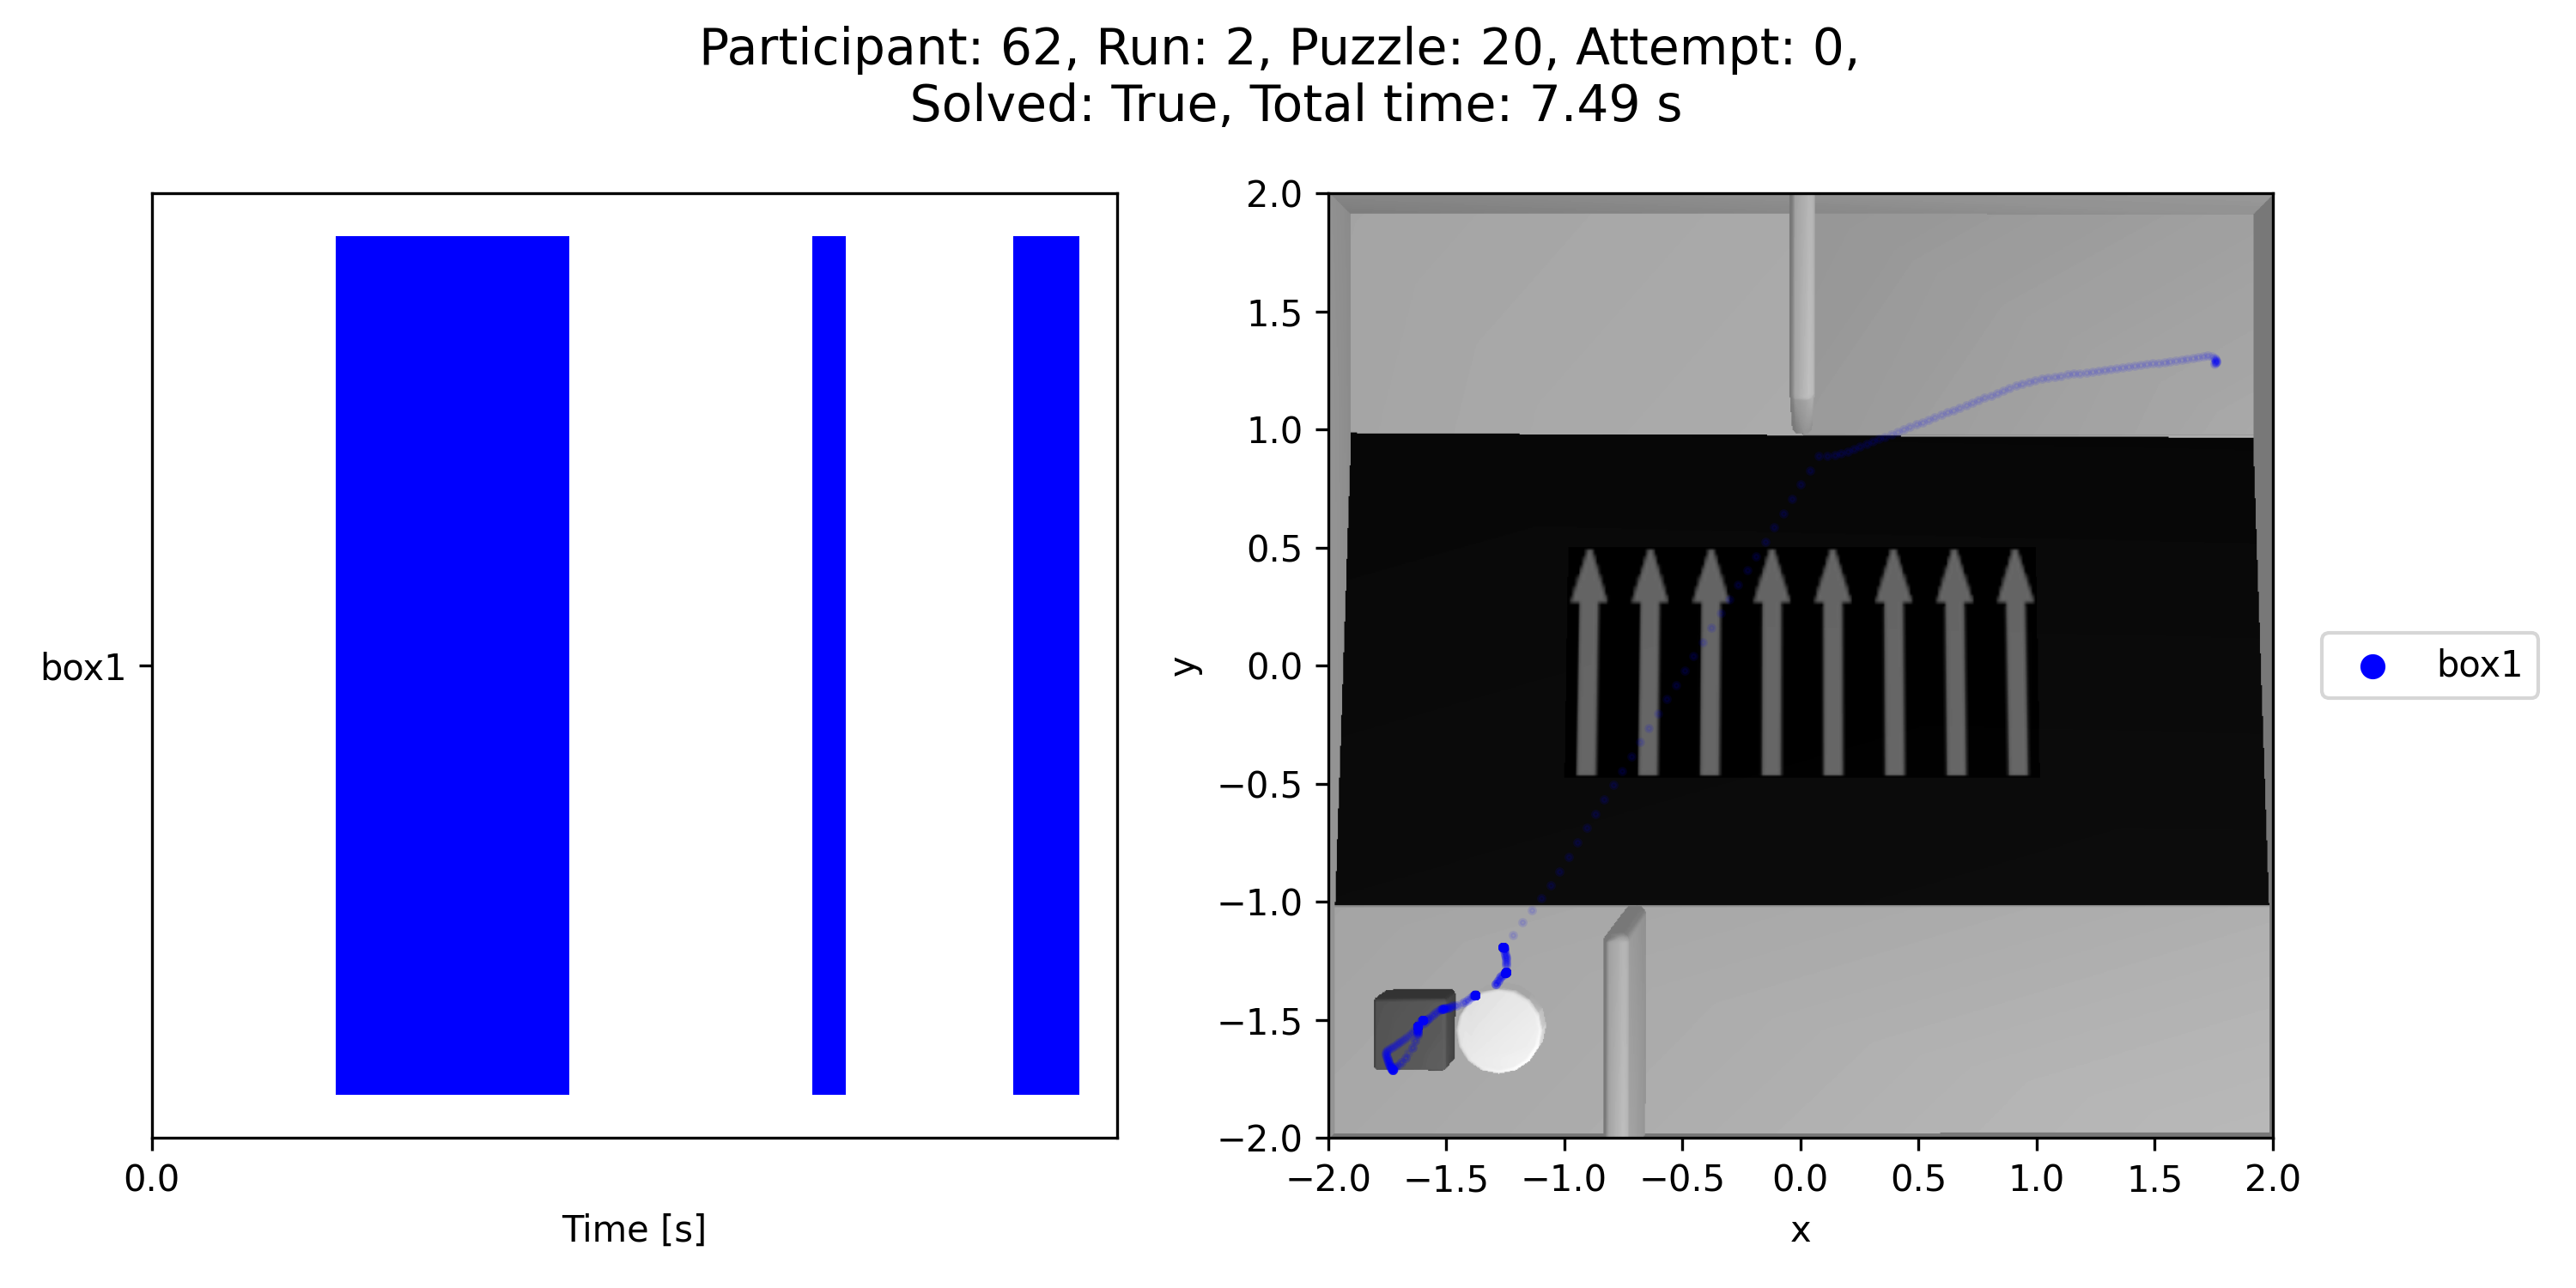 Participant: 62, Run: 2, Puzzle: 20, Attempt: 0,
Solved: True, Total time: 7.49 s
box1
0.0
Time [s]
2.0
1.5
1.0
0.5
0.0
−0.5
−1.0
−1.5
−2.0
y
−2.0 −1.5 −1.0 −0.5 0.0 0.5 1.0 1.5 2.0
x
box1